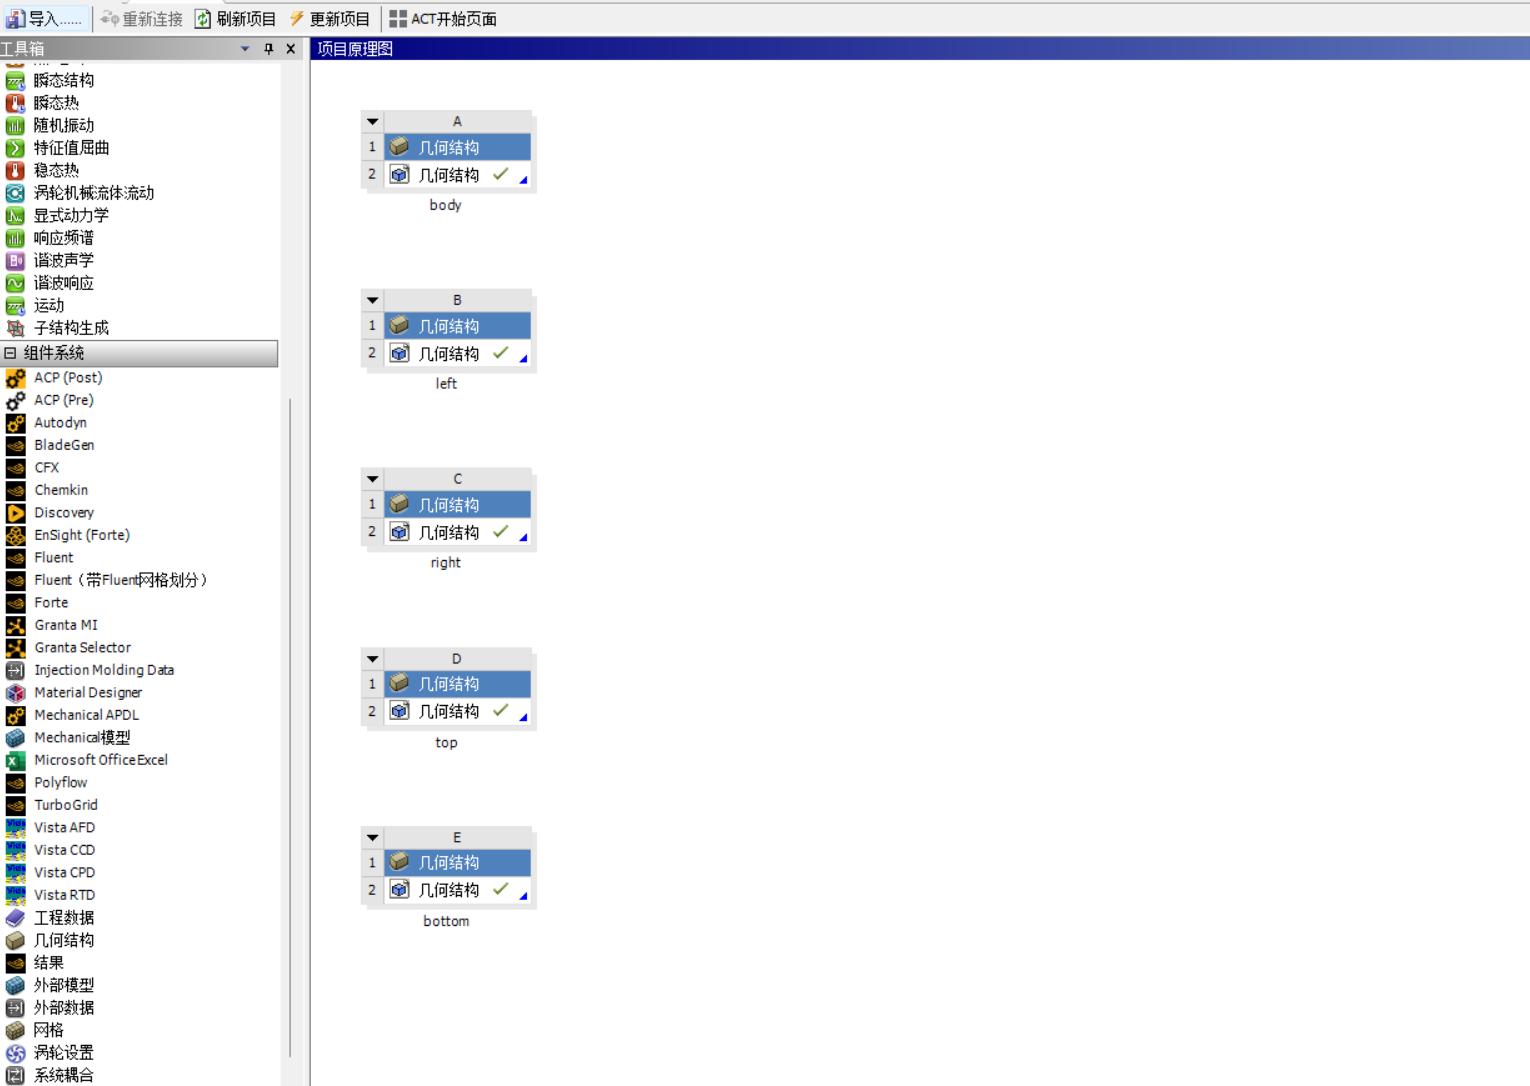 导入...... 重新连接 刷新项目 更新项目 ACT开始页面
工具箱
瞬态结构
瞬态热
随机振动
特征值屈曲
稳态热
涡轮机械流体流动
显式动力学
响应频谱
谐波声学
谐波响应
运动
子结构生成
组件系统
ACP (Post)
ACP (Pre)
Autodyn
BladeGen
CFX
Chemkin
Discovery
EnSight (Forte)
Fluent
Fluent（带Fluent网格划分）
Forte
Granta MI
Granta Selector
Injection Molding Data
Material Designer
Mechanical APDL
Mechanical模型
Microsoft Office Excel
Polyflow
TurboGrid
Vista AFD
Vista CCD
Vista CPD
Vista RTD
工程数据
几何结构
结果
外部模型
外部数据
网格
涡轮设置
系统耦合
项目原理图
A
1 几何结构
2 几何结构
body
B
1 几何结构
2 几何结构
left
C
1 几何结构
2 几何结构
right
D
1 几何结构
2 几何结构
top
E
1 几何结构
2 几何结构
bottom